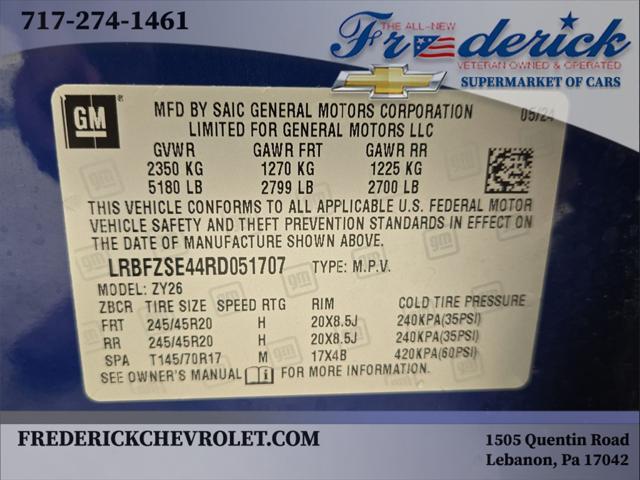 717-274-1461
THE ALL-NEW
Frederick
VETERAN OWNED & OPERATED
SUPERMARKET OF CARS
GM
MFD BY SAIC GENERAL MOTORS CORPORATION 05/24
LIMITED FOR GENERAL MOTORS LLC
GVWR GAWR FRT GAWR RR
2350 KG 1270 KG 1225 KG
5180 LB 2799 LB 2700 LB
THIS VEHICLE CONFORMS TO ALL APPLICABLE U.S. FEDERAL MOTOR
VEHICLE SAFETY AND THEFT PREVENTION STANDARDS IN EFFECT ON
THE DATE OF MANUFACTURE SHOWN ABOVE.
LRBFZSE44RD051707 TYPE: M.P.V.
MODEL: ZY26
ZBCR TIRE SIZE SPEED RTG RIM COLD TIRE PRESSURE
FRT 245/45R20 H 20X8.5J 240KPA(35PSI)
RR 245/45R20 H 20X8.5J 240KPA(35PSI)
SPA T145/70R17 M 17X4B 420KPA(60PSI)
SEE OWNER'S MANUAL i FOR MORE INFORMATION.
FREDERICKCHEVROLET.COM
1505 Quentin Road
Lebanon, Pa 17042